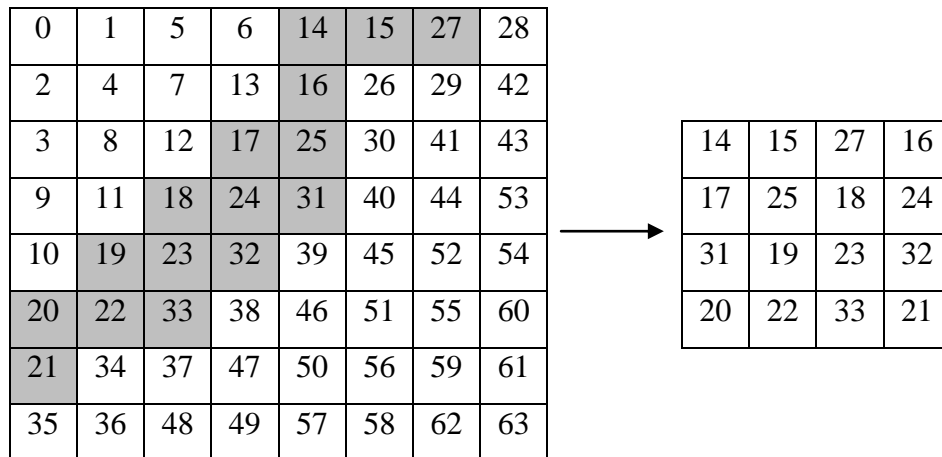 0 1 5 6 14 15 27 28
2 4 7 13 16 26 29 42
3 8 12 17 25 30 41 43
9 11 18 24 31 40 44 53
10 19 23 32 39 45 52 54
20 22 33 38 46 51 55 60
21 34 37 47 50 56 59 61
35 36 48 49 57 58 62 63
14 15 27 16
17 25 18 24
31 19 23 32
20 22 33 21